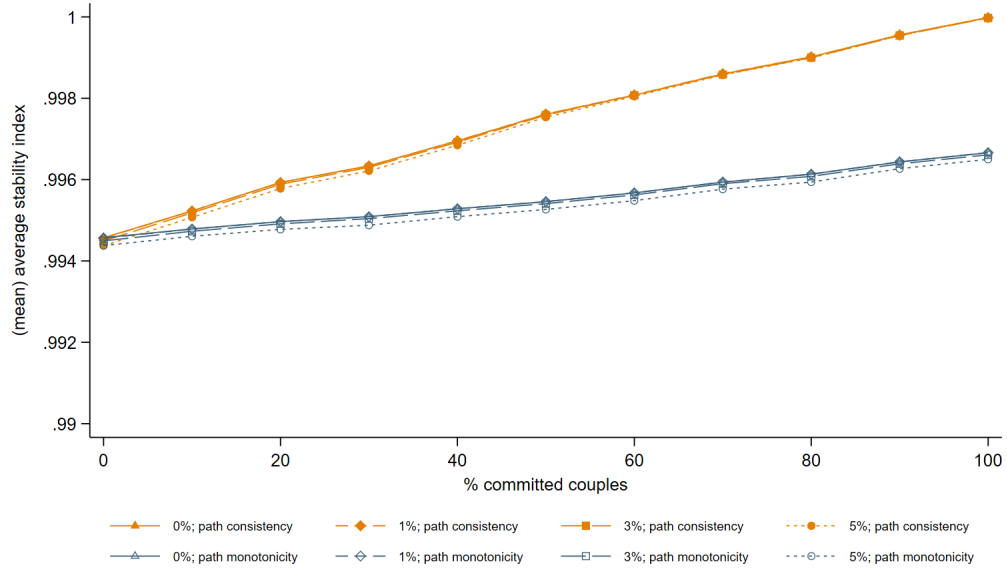 1
.998
.996
.994
.992
.99
(mean) average stability index
0 20 40 60 80 100
% committed couples
0%; path consistency 1%; path consistency 3%; path consistency 5%; path consistency
0%; path monotonicity 1%; path monotonicity 3%; path monotonicity 5%; path monotonicity